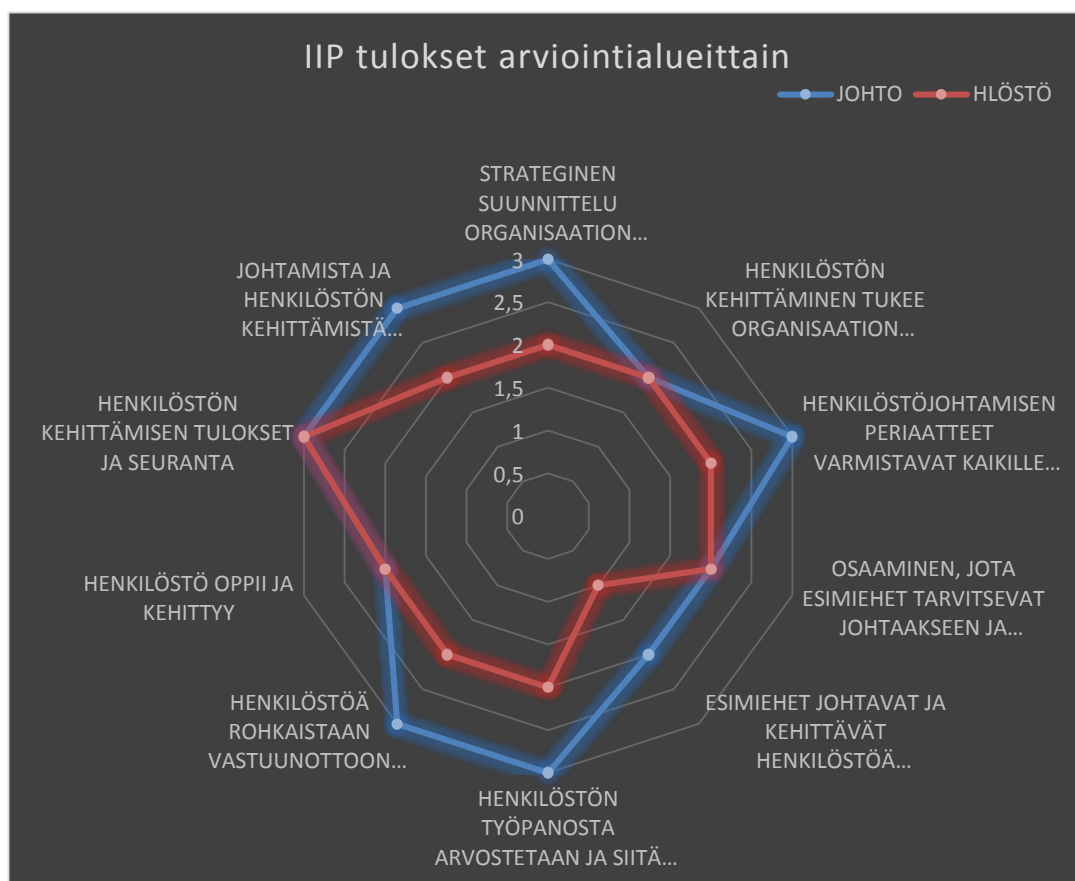 IIP tulokset arviointialueittain
JOHTO
HLÖSTÖ
STRATEGINEN
SUUNNITTELU
ORGANISAATION...
HENKILÖSTÖN
KEHITTÄMINEN TUKEE
ORGANISAATION...
HENKILÖSTÖJOHTAMISEN
PERIAATTEET
VARMISTAVAT KAIKILLE...
OSAAMINEN, JOTA
ESIMIEHET TARVITSEVAT
JOHTAAKSEEN JA...
ESIMIEHET JOHTAVAT JA
KEHITTÄVÄT
HENKILÖSTÖÄ...
HENKILÖSTÖN
TYÖPANOSTA
ARVOSTETAAN JA SIITÄ...
HENKILÖSTÖÄ
ROHKAISTAAN
VASTUUNOTTOON...
HENKILÖSTÖ OPPII JA
KEHITTYY
HENKILÖSTÖN
KEHITTÄMISEN TULOKSET
JA SEURANTA
JOHTAMISTA JA
HENKILÖSTÖN
KEHITTÄMISTÄ...
3
2,5
2
1,5
1
0,5
0